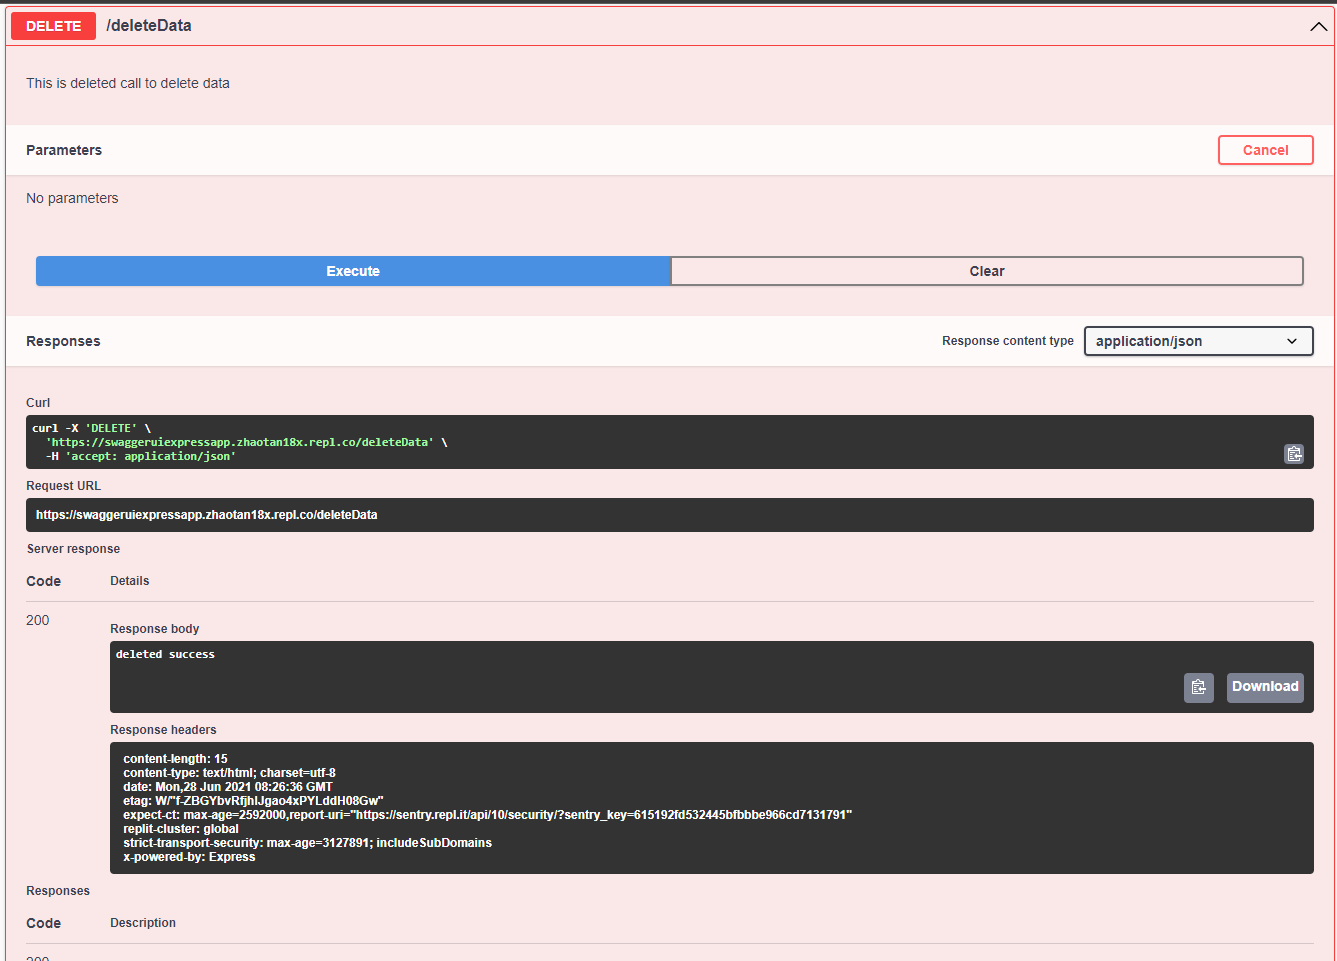 DELETE /deleteData
This is deleted call to delete data
Parameters
Cancel
No parameters
Execute
Clear
Responses
Response content type
application/json
Curl
curl -X 'DELETE' \
'https://swaggeruiexpressapp.zhaotan18x.repl.co/deleteData' \
-H 'accept: application/json'
Request URL
https://swaggeruiexpressapp.zhaotan18x.repl.co/deleteData
Server response
Code Details
200
Response body
deleted success
Download
Response headers
content-length: 15
content-type: text/html; charset=utf-8
date: Mon,28 Jun 2021 08:26:36 GMT
etag: W/"f-ZBGYbvRfjhlJgao4xPYLddH08Gw"
expect-ct: max-age=2592000,report-uri="https://sentry.repl.it/api/10/security/?sentry_key=615192fd532445bfbbbe966cd7131791"
replit-cluster: global
strict-transport-security: max-age=3127891; includeSubDomains
x-powered-by: Express
Responses
Code Description
200